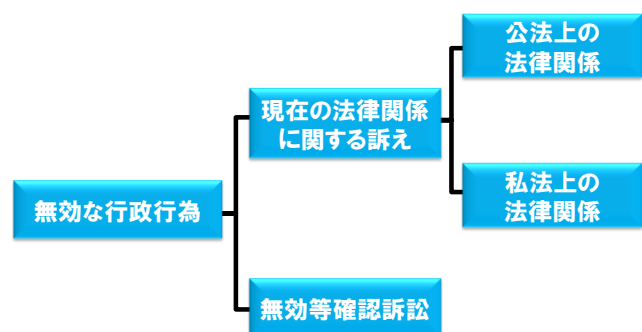 無効な行政行為
現在の法律関係
に関する訴え
公法上の
法律関係
私法上の
法律関係
無効等確認訴訟